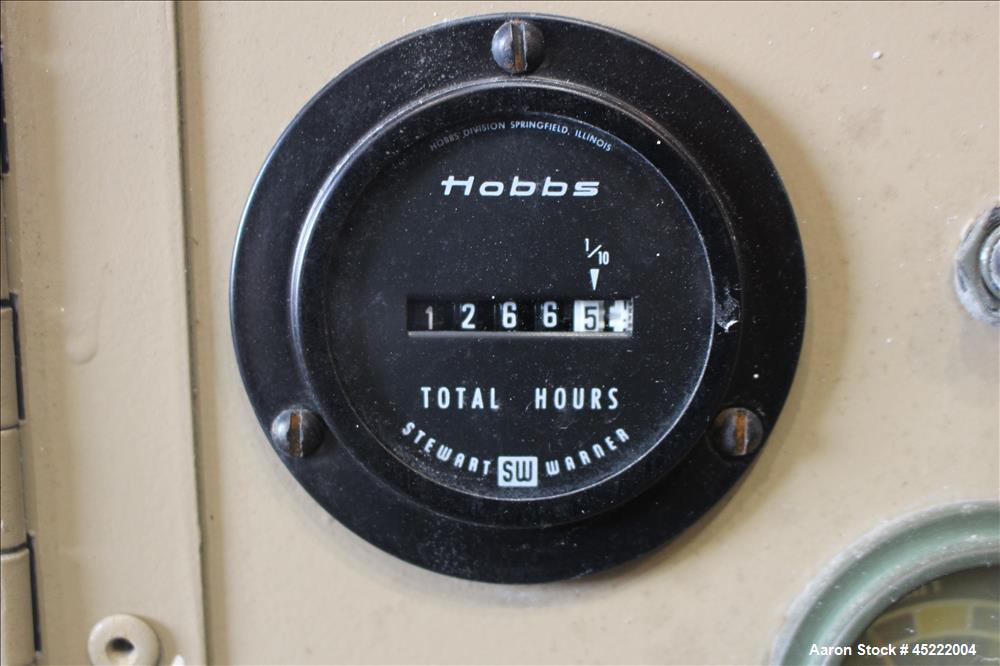 HOBBS DIVISION SPRINGFIELD, ILLINOIS
Hobbs
1/10
1 2 6 6 5
TOTAL HOURS
STEWART SW WARNER
Aaron Stock # 45222004